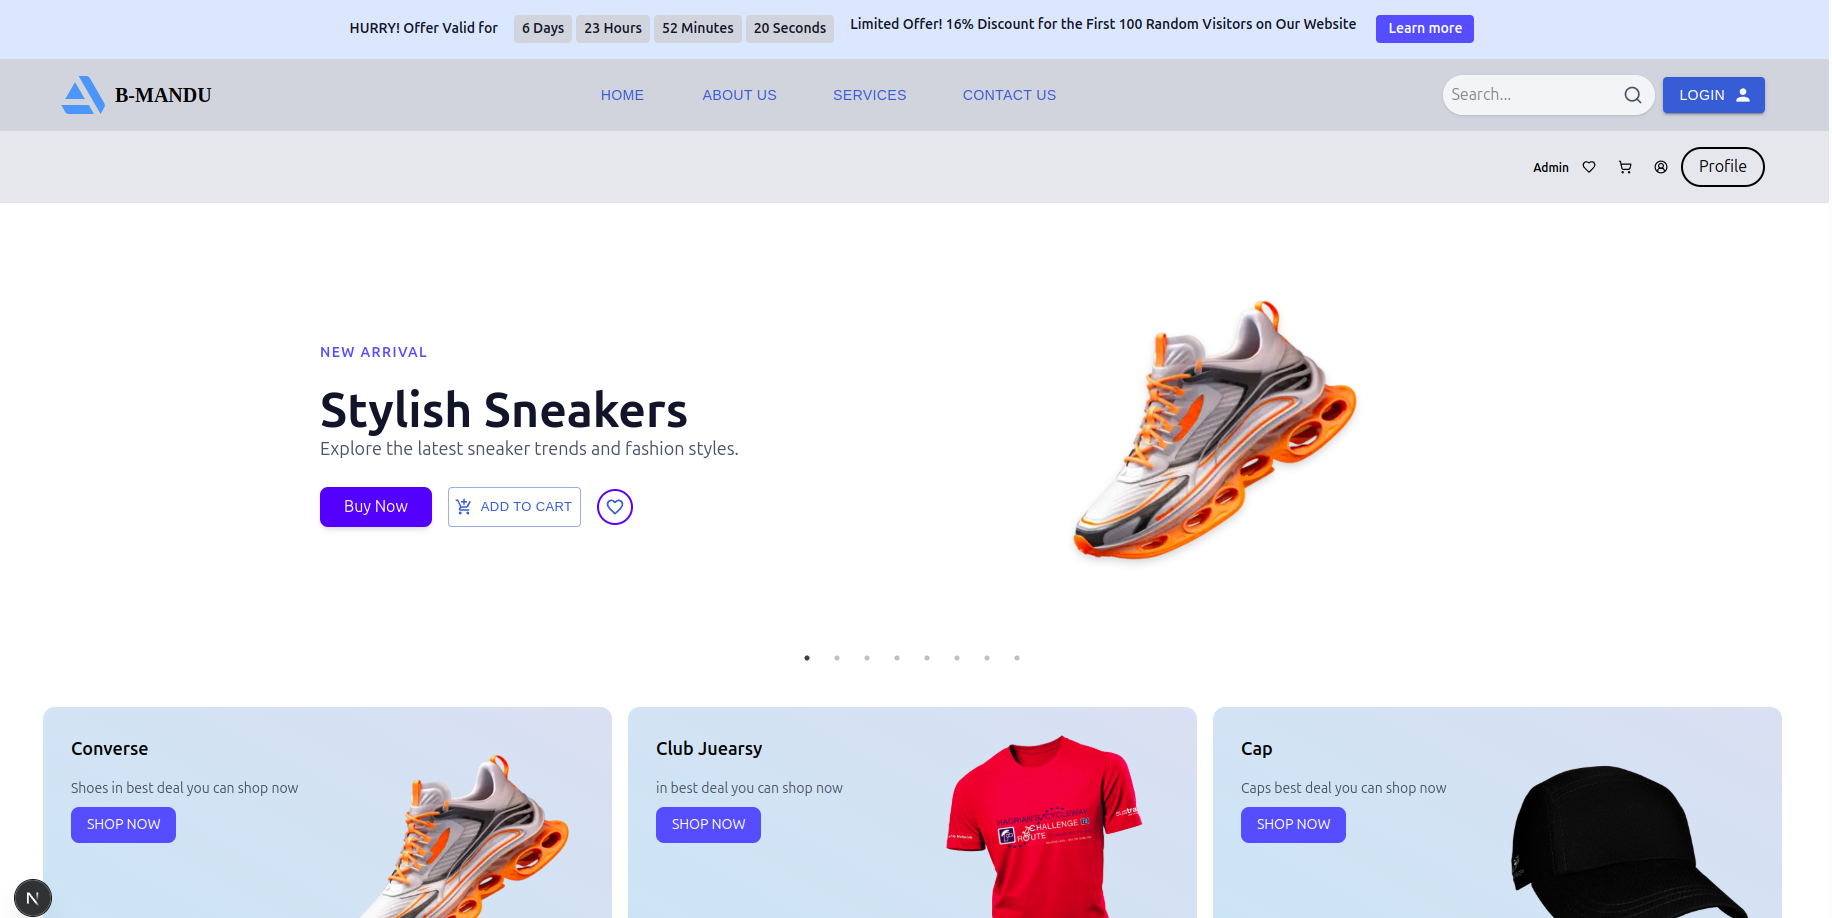 HURRY! Offer Valid for 6 Days 23 Hours 52 Minutes 20 Seconds Limited Offer! 16% Discount for the First 100 Random Visitors on Our Website Learn more
B-MANDU HOME ABOUT US SERVICES CONTACT US Search... LOGIN
Admin Profile
NEW ARRIVAL
Stylish Sneakers
Explore the latest sneaker trends and fashion styles.
Buy Now ADD TO CART
Converse
Shoes in best deal you can shop now
SHOP NOW
Club Juearsy
in best deal you can shop now
SHOP NOW
HADRIAN'S CYCLEWAY
CHALLENGE
ROUTE
Cap
Caps best deal you can shop now
SHOP NOW
N